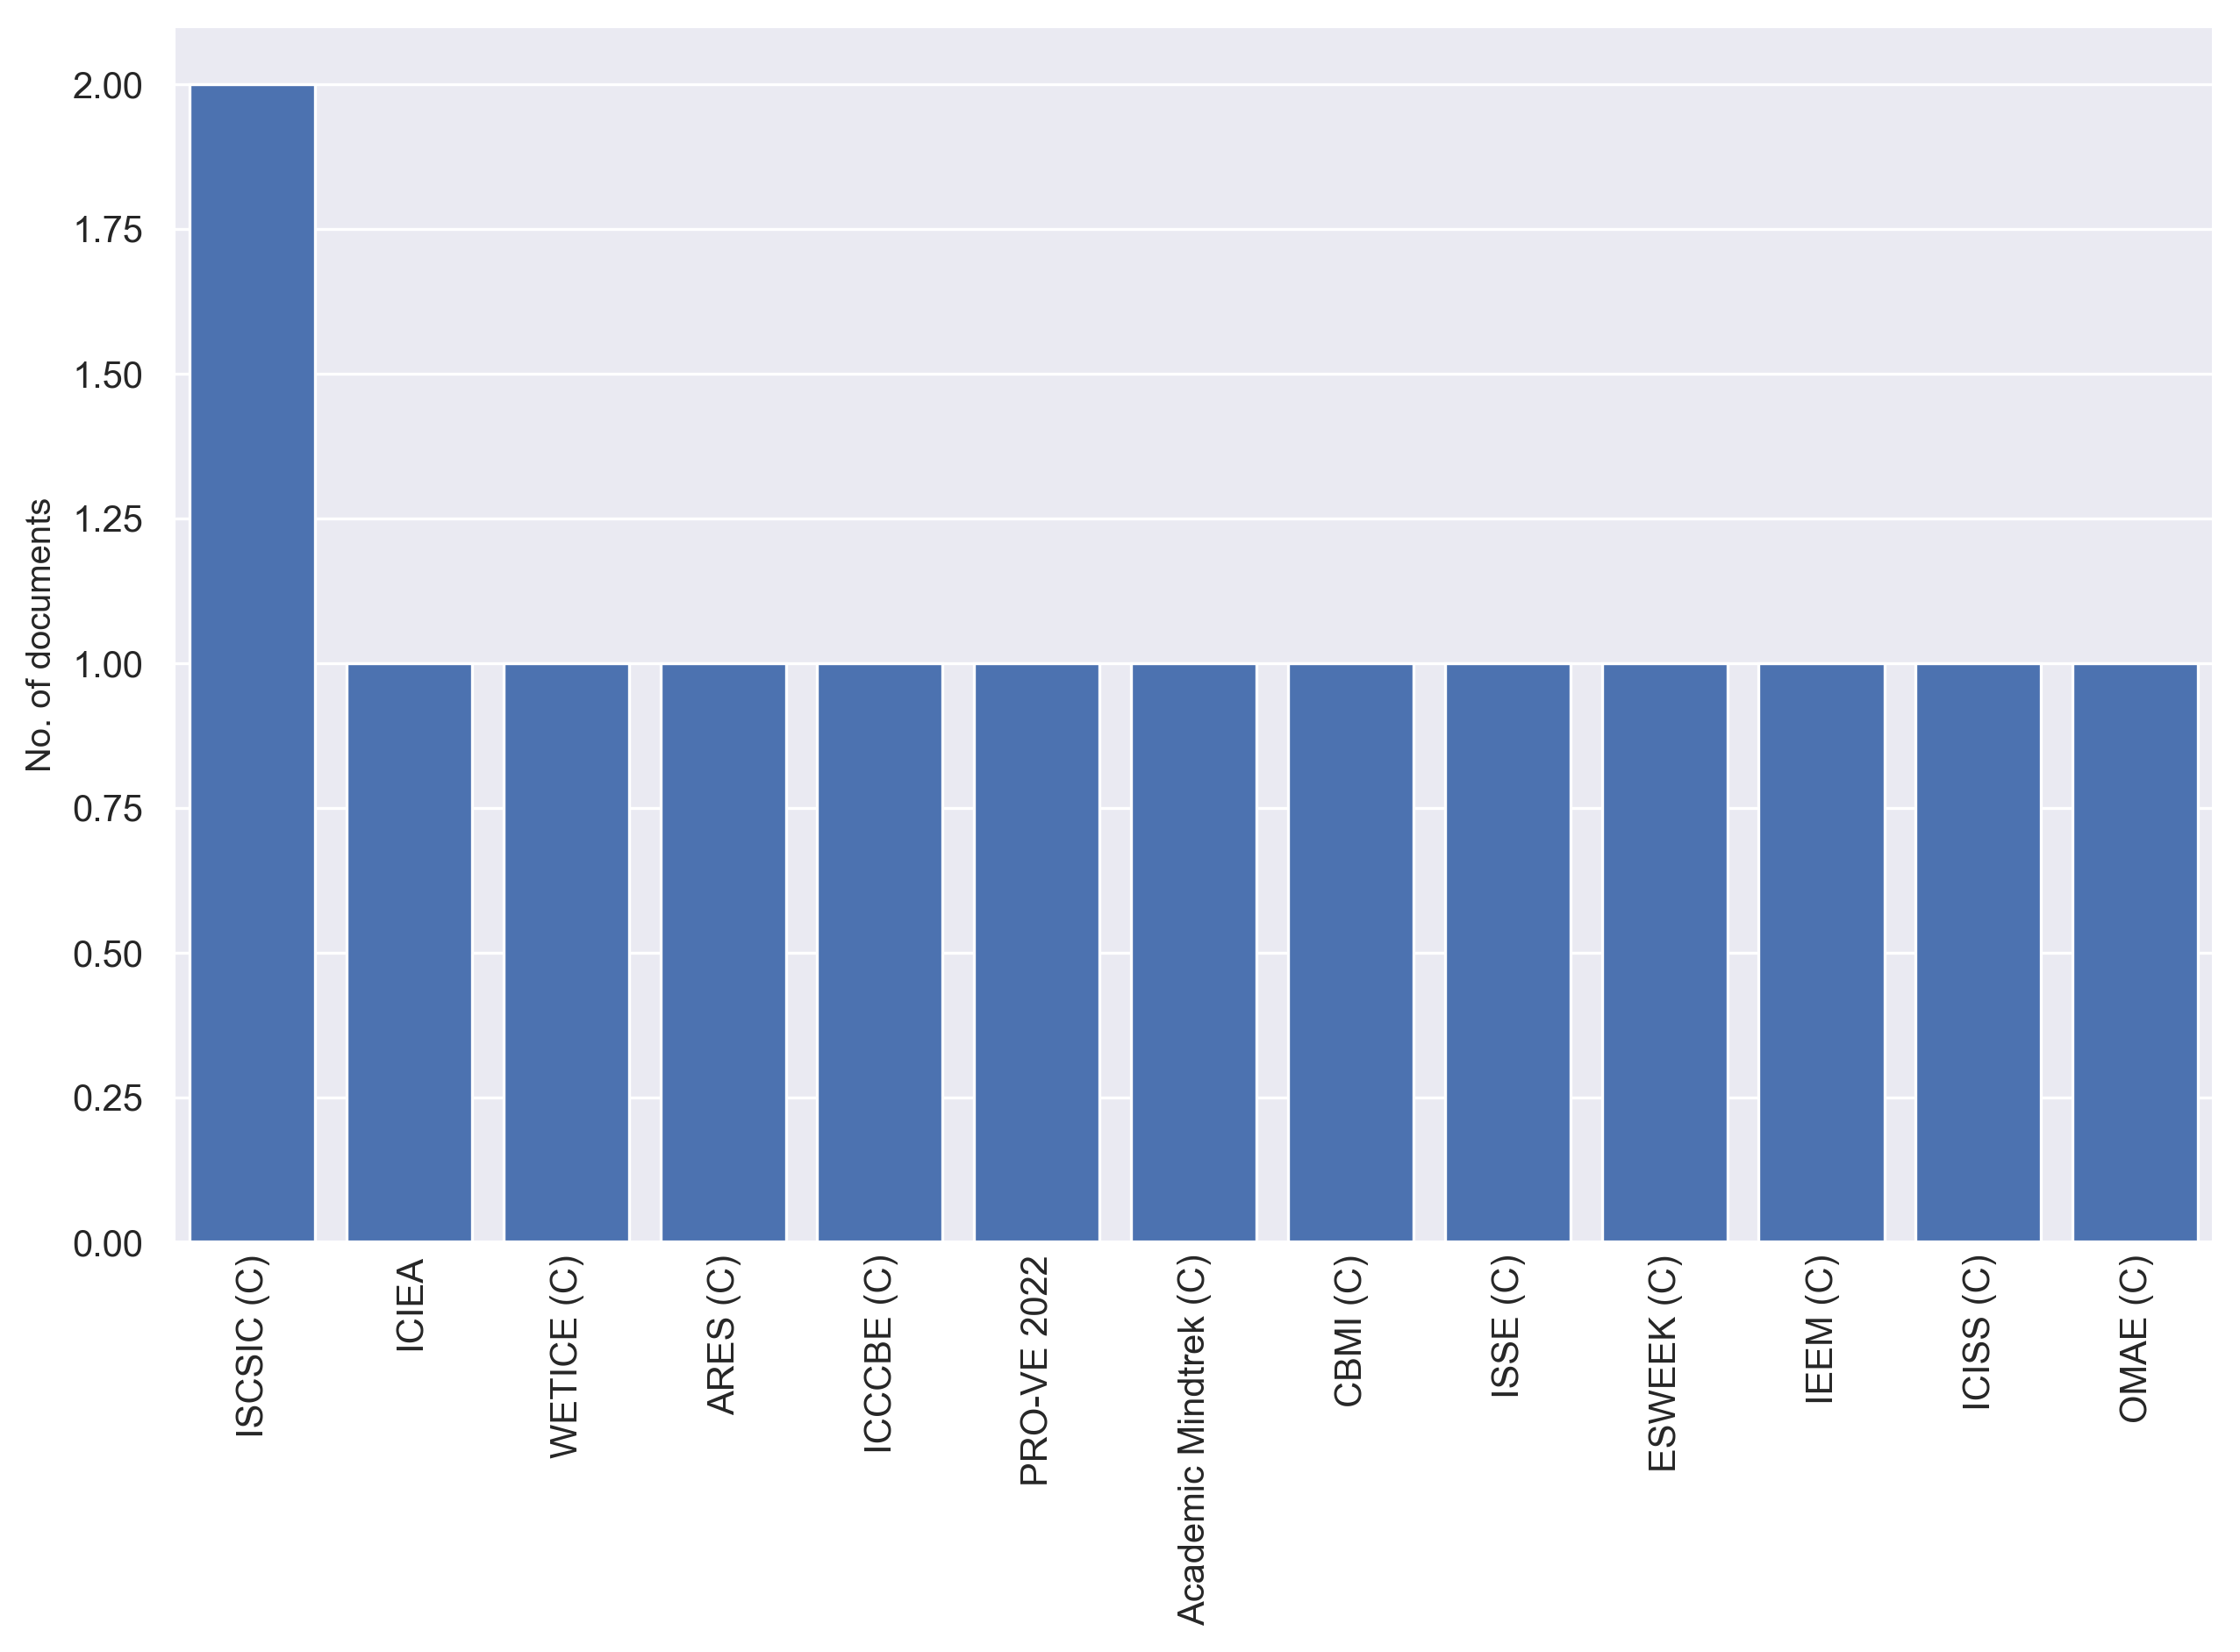 No. of documents
2.00
1.75
1.50
1.25
1.00
0.75
0.50
0.25
0.00
ISCSIC (C)
ICIEA
WETICE (C)
ARES (C)
ICCCBE (C)
PRO-VE 2022
Academic Mindtrek (C)
CBMI (C)
ISSE (C)
ESWEEK (C)
IEEM (C)
ICISS (C)
OMAE (C)